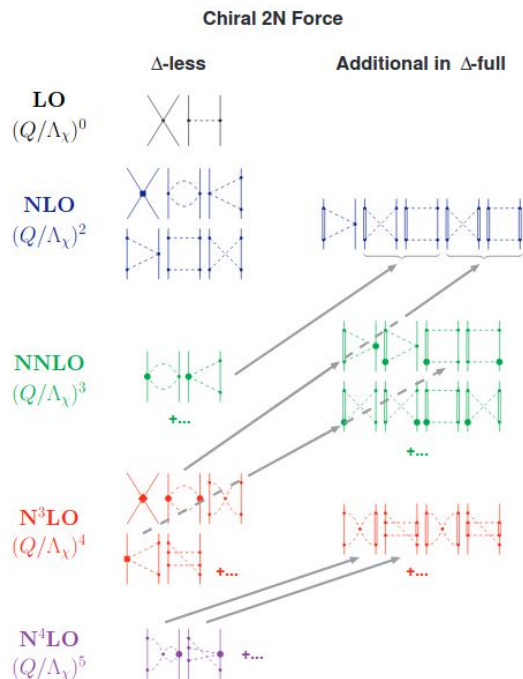 Chiral 2N Force
Δ-less Additional in Δ-full
LO
(Q/Λχ)⁰
NLO
(Q/Λχ)²
NNLO
(Q/Λχ)³
+...
+...
N³LO
(Q/Λχ)⁴
+...
+...
N⁴LO
(Q/Λχ)⁵
+...